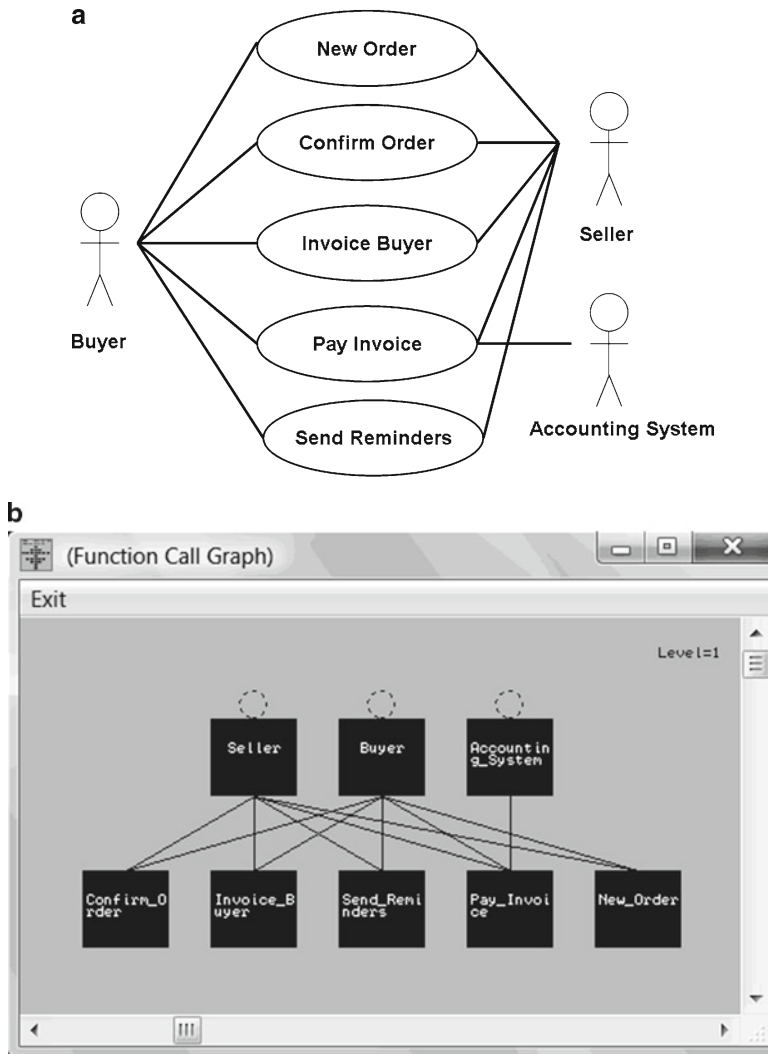 a
New Order
Confirm Order
Invoice Buyer
Pay Invoice
Send Reminders
Buyer
Seller
Accounting System
b
(Function Call Graph)
Exit
Level=1
Seller
Buyer
Accountin
g_System
Confirm_O
rder
Invoice_B
uyer
Send_Remi
nders
Pay_Invoi
ce
New_Order